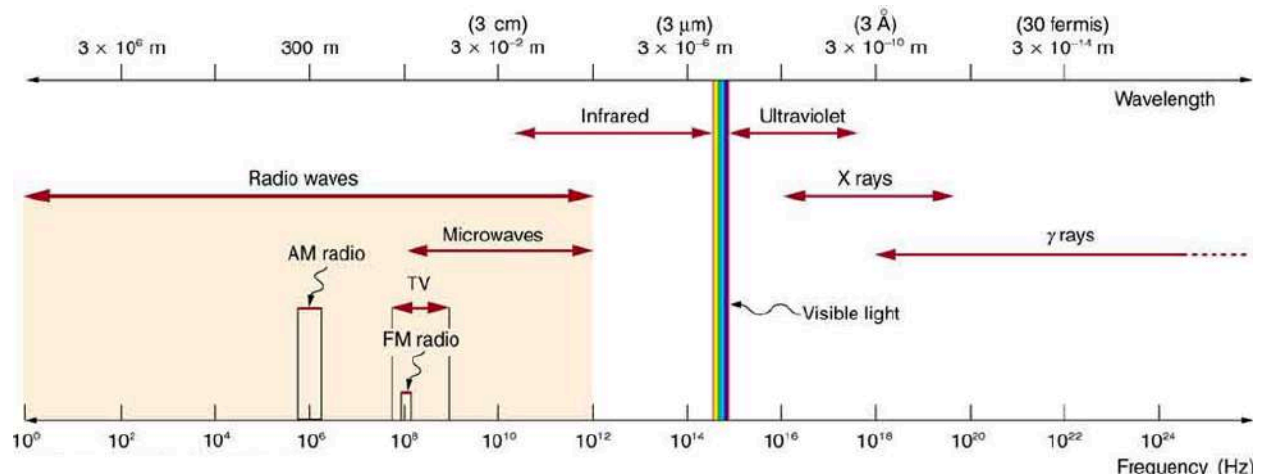 (3 cm) (3 μm) (3 Å) (30 fermis)
3 × 10⁶ m 300 m 3 × 10⁻² m 3 × 10⁻⁶ m 3 × 10⁻¹⁰ m 3 × 10⁻¹⁴ m
Wavelength
Infrared Ultraviolet
Radio waves X rays
Microwaves γ rays
AM radio
TV
Visible light
FM radio
10⁰ 10² 10⁴ 10⁶ 10⁸ 10¹⁰ 10¹² 10¹⁴ 10¹⁶ 10¹⁸ 10²⁰ 10²² 10²⁴
Frequency (Hz)